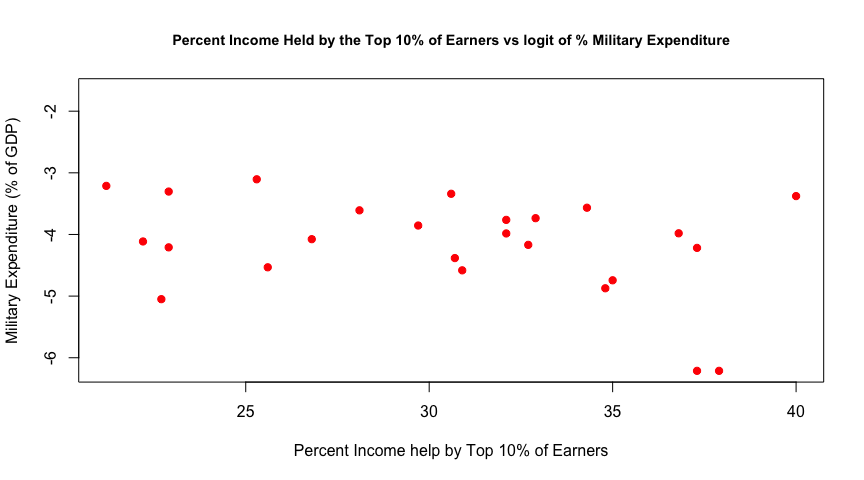 Percent Income Held by the Top 10% of Earners vs logit of % Military Expenditure
Military Expenditure (% of GDP)
-2
-3
-4
-5
-6
25 30 35 40
Percent Income help by Top 10% of Earners